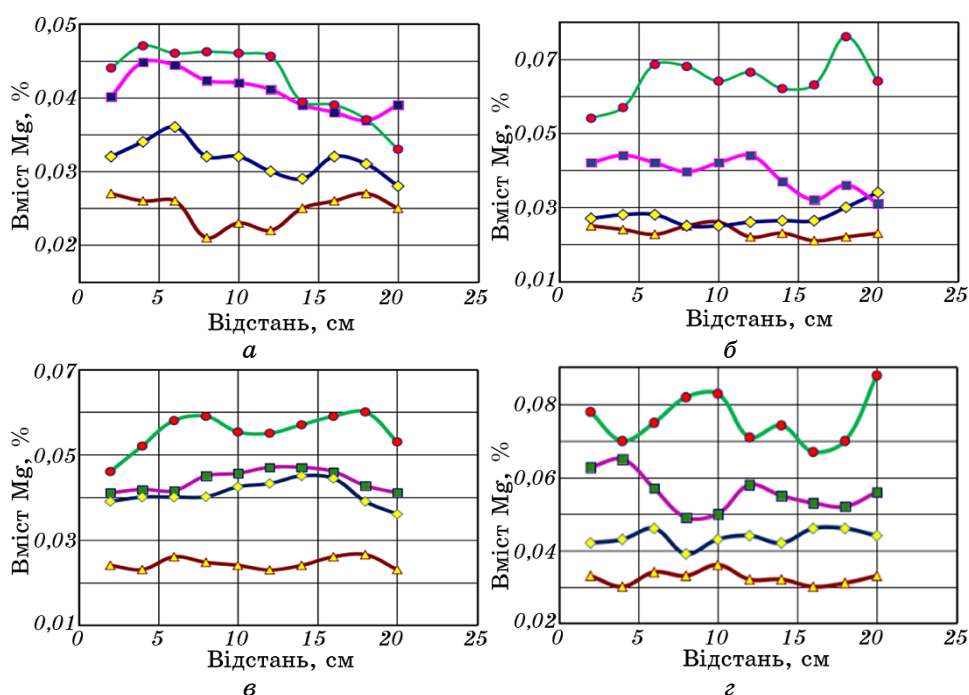 Вміст Mg, %
0,05
0,04
0,03
0,02
0 5 10 15 20 25
Відстань, см
а
Вміст Mg, %
0,07
0,05
0,03
0,01
0 5 10 15 20 25
Відстань, см
б
Вміст Mg, %
0,07
0,05
0,03
0,01
0 5 10 15 20 25
Відстань, см
в
Вміст Mg, %
0,08
0,06
0,04
0,02
0 5 10 15 20 25
Відстань, см
г